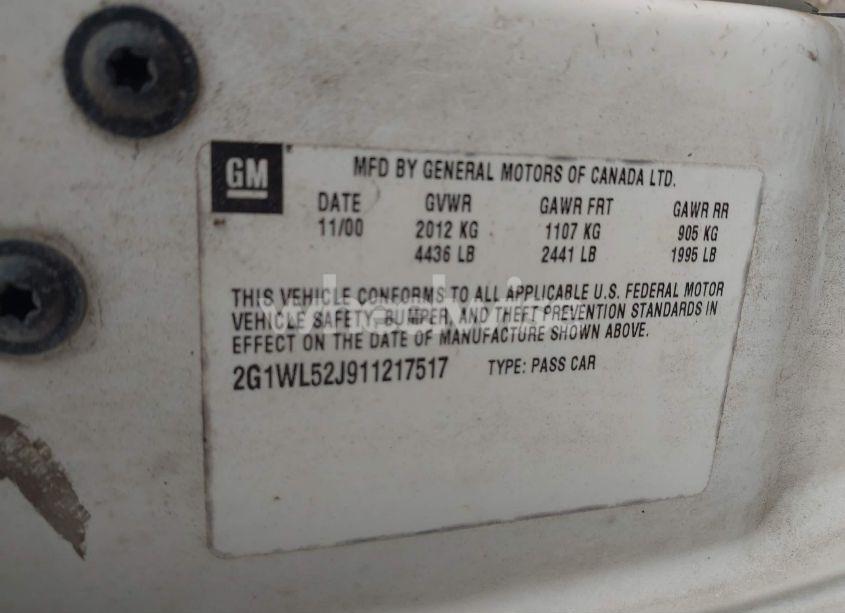 GM
MFD BY GENERAL MOTORS OF CANADA LTD.
DATE GVWR GAWR FRT GAWR RR
11/00 2012 KG 1107 KG 905 KG
4436 LB 2441 LB 1995 LB
THIS VEHICLE CONFORMS TO ALL APPLICABLE U.S. FEDERAL MOTOR
VEHICLE SAFETY, BUMPER, AND THEFT PREVENTION STANDARDS IN
EFFECT ON THE DATE OF MANUFACTURE SHOWN ABOVE.
2G1WL52J911217517 TYPE: PASS CAR